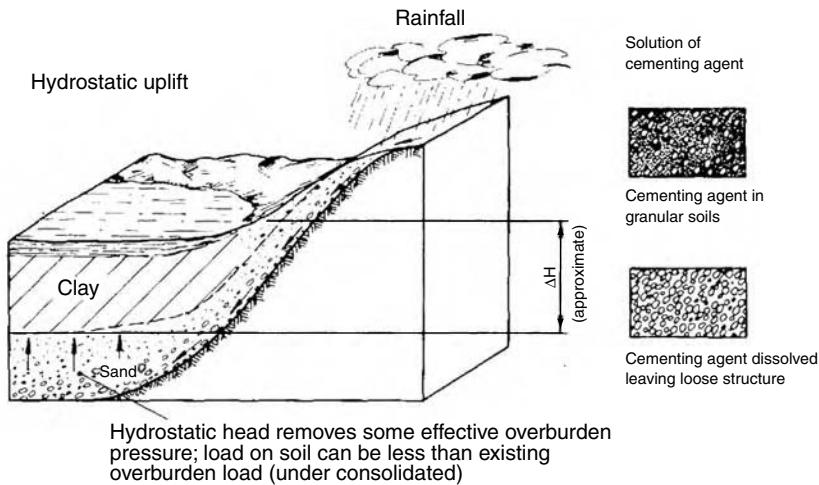 Rainfall
Hydrostatic uplift
Clay
Sand
ΔH
(approximate)
Hydrostatic head removes some effective overburden
pressure; load on soil can be less than existing
overburden load (under consolidated)
Solution of
cementing agent
Cementing agent in
granular soils
Cementing agent dissolved
leaving loose structure